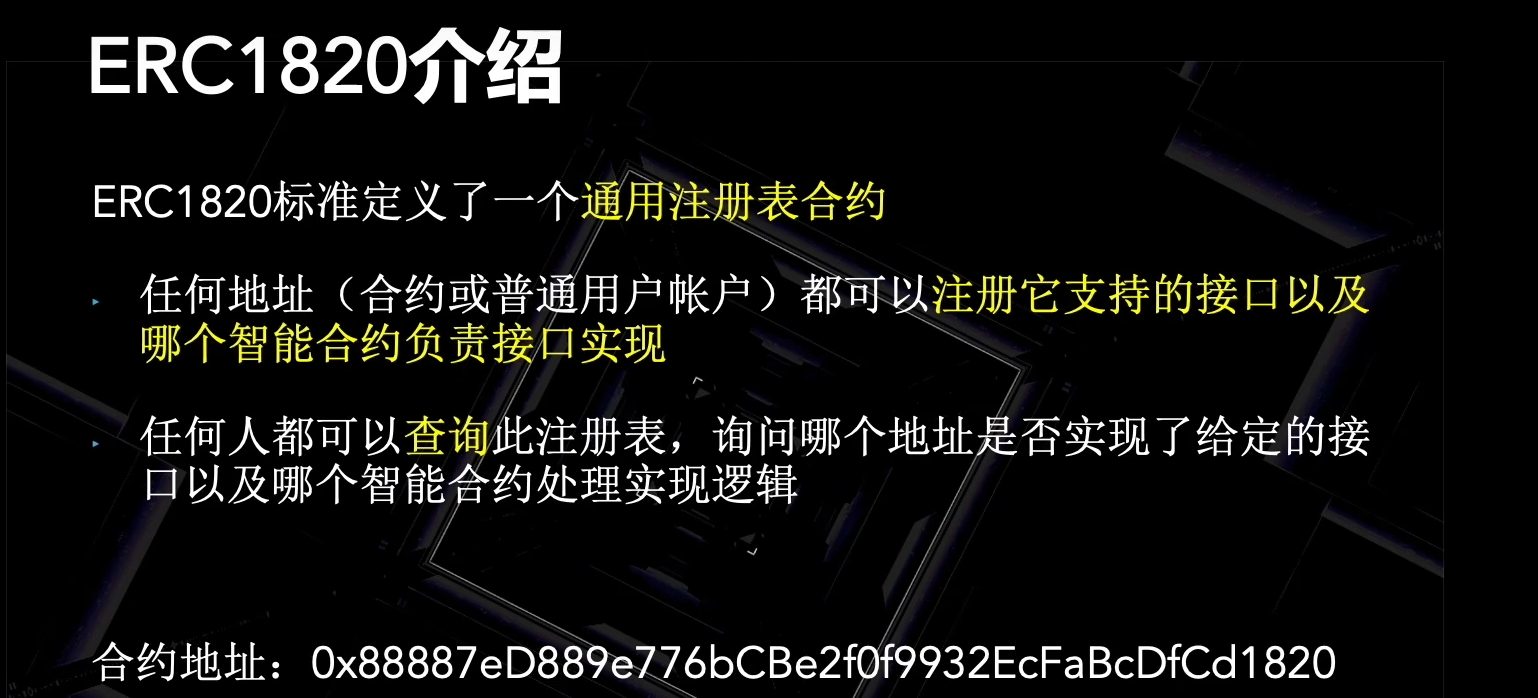 ERC1820介绍
ERC1820标准定义了一个通用注册表合约
任何地址（合约或普通用户帐户）都可以注册它支持的接口以及
哪个智能合约负责接口实现
任何人都可以查询此注册表，询问哪个地址是否实现了给定的接
口以及哪个智能合约处理实现逻辑
合约地址：0x88887eD889e776bCBe2f0f9932EcFaBcDfCd1820